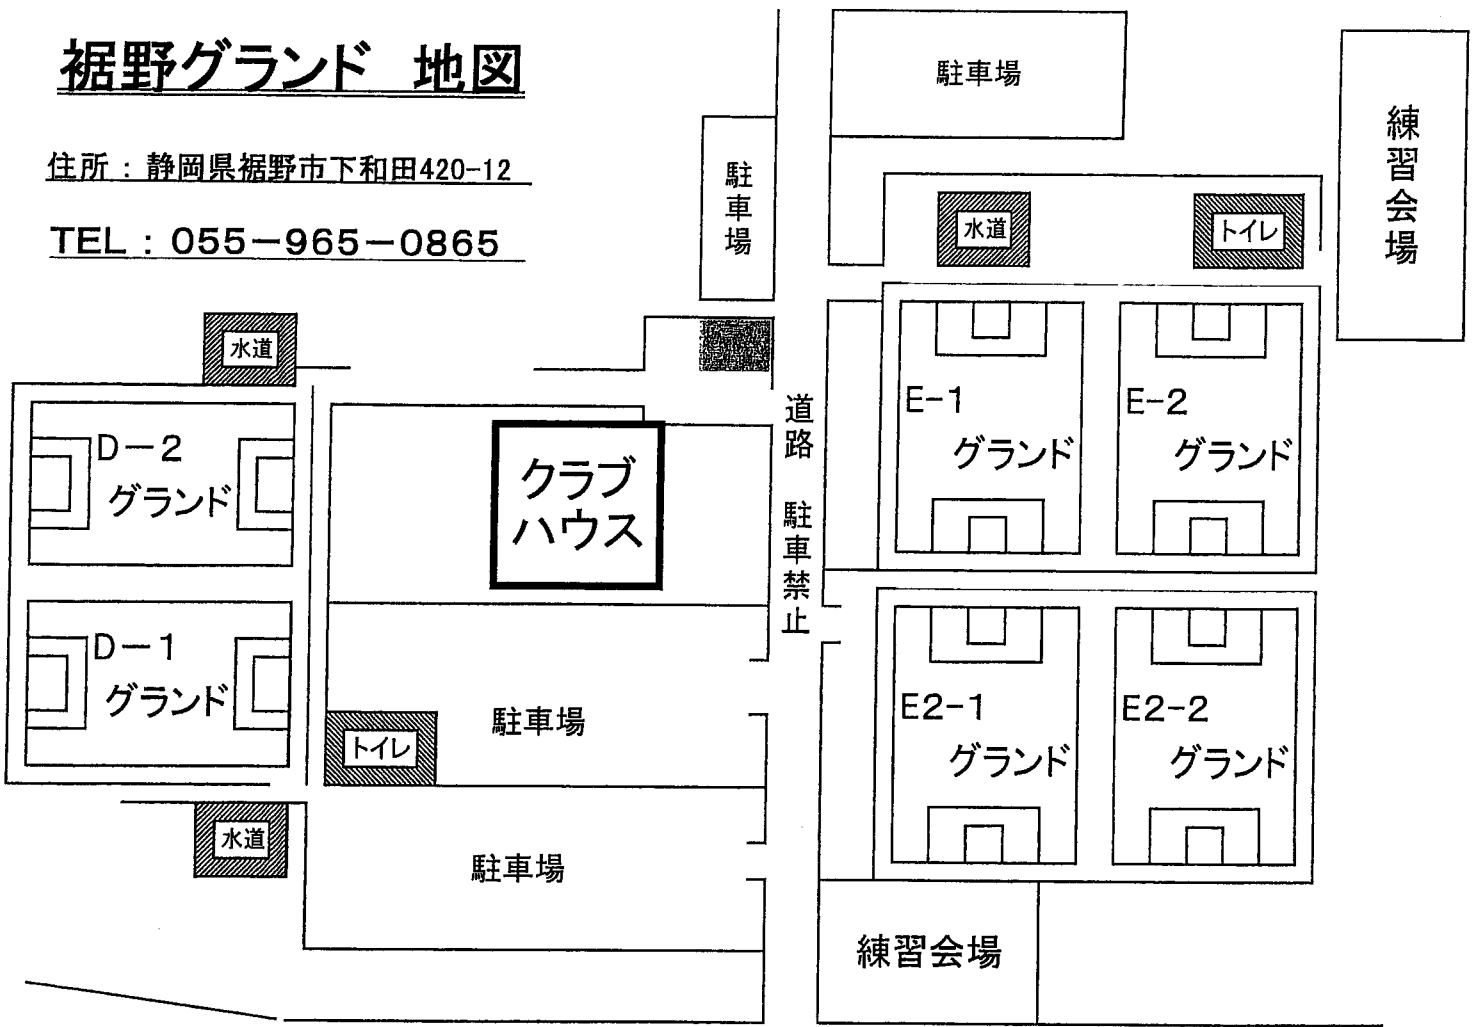 裾野グランド 地図
住所：静岡県裾野市下和田420-12
TEL：055－965－0865
駐車場
駐車場
練習会場
水道
トイレ
水道
E-1
グランド
E-2
グランド
道路 駐車禁止
D－2
グランド
クラブ
ハウス
D－1
グランド
E2-1
グランド
E2-2
グランド
駐車場
トイレ
水道
駐車場
練習会場